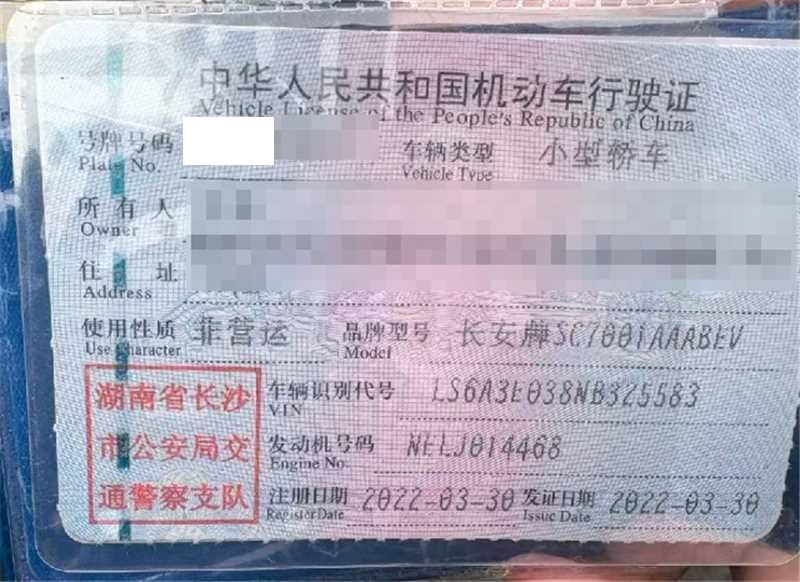 中华人民共和国机动车行驶证
Vehicle License of the People's Republic of China
号牌号码
Plate No.
车辆类型 小型轿车
Vehicle Type
所有人
Owner
住址
Address
使用性质 非营运
Use Character
品牌型号 长安牌SC7001AAABEV
Model
湖南省长沙
市公安局交
通警察支队
车辆识别代号 LS6A3E038NB325583
VIN
发动机号码 NELJ014468
Engine No.
注册日期 2022-03-30
Register Date
发证日期 2022-03-30
Issue Date